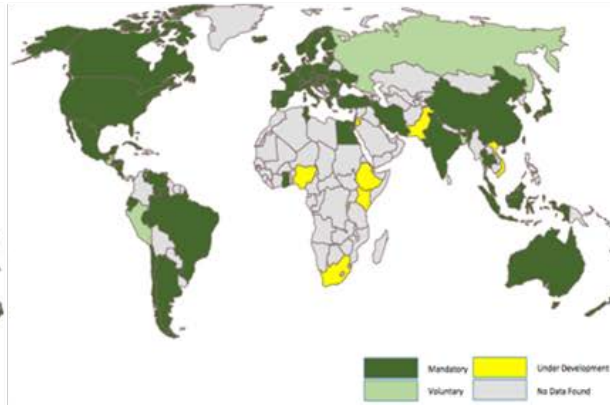 Mandatory
Under Development
Voluntary
No Data Found